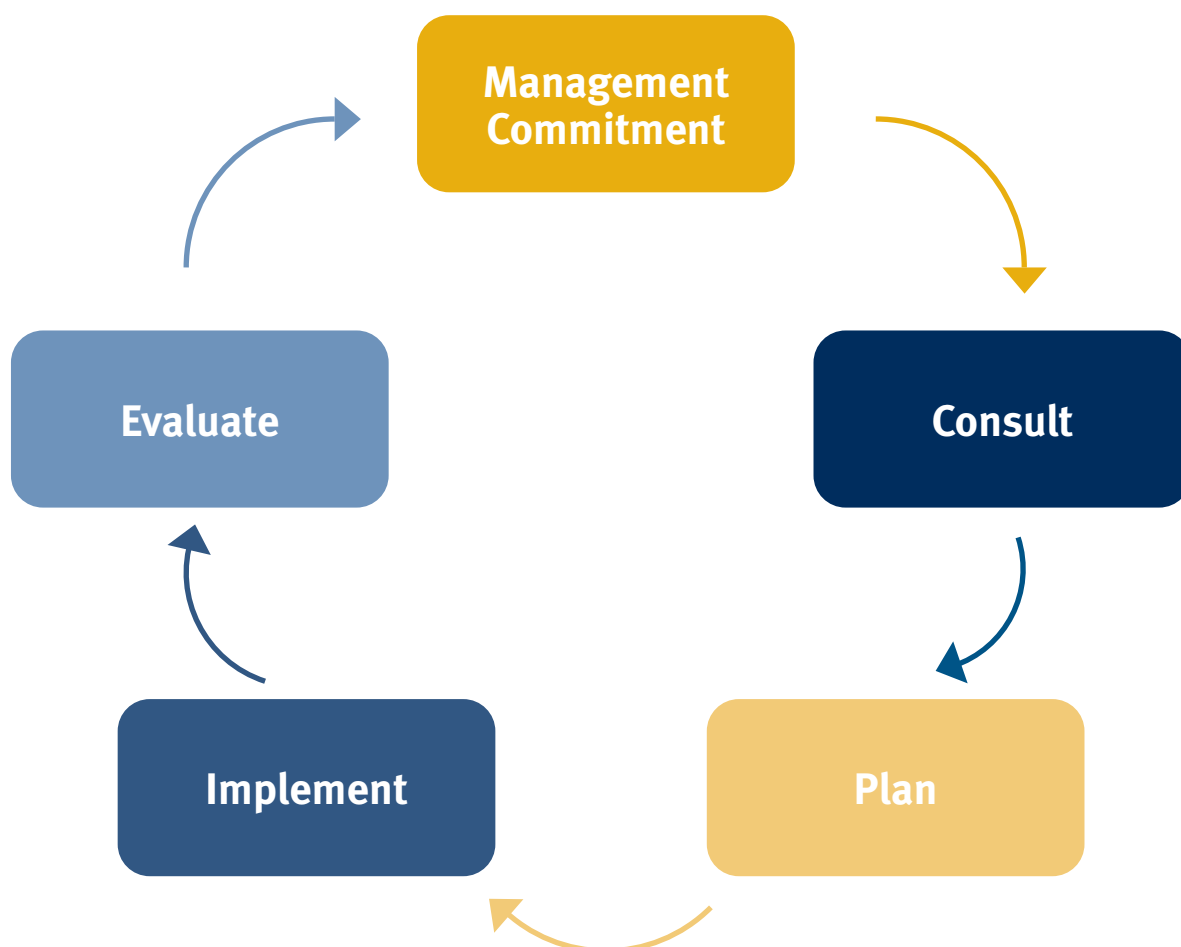 Management
Commitment
Consult
Plan
Implement
Evaluate